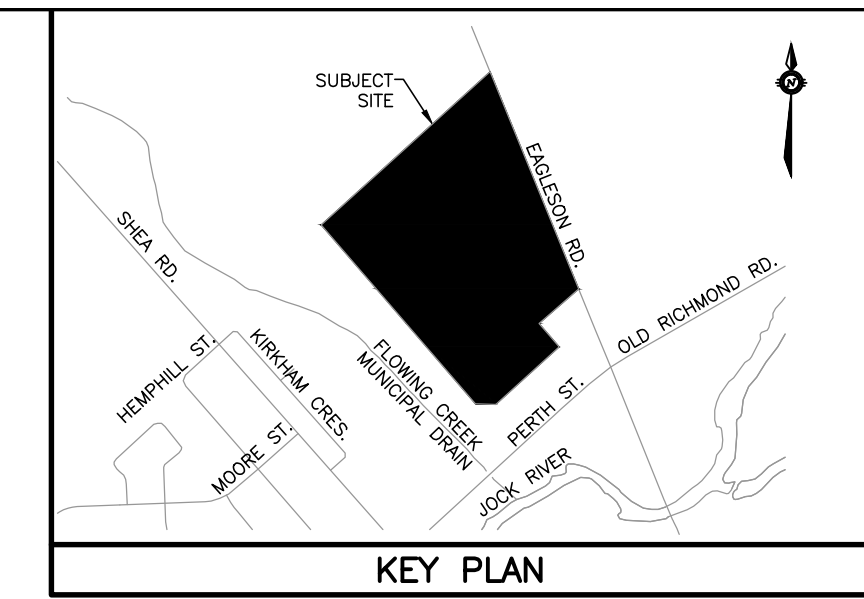 SUBJECT
SITE
N
EAGLESON RD.
SHEA RD.
OLD RICHMOND RD.
HEMPHILL ST.
KIRKHAM CRES.
FLOWING CREEK
MUNICIPAL DRAIN
PERTH ST.
MOORE ST.
JOCK RIVER
KEY PLAN